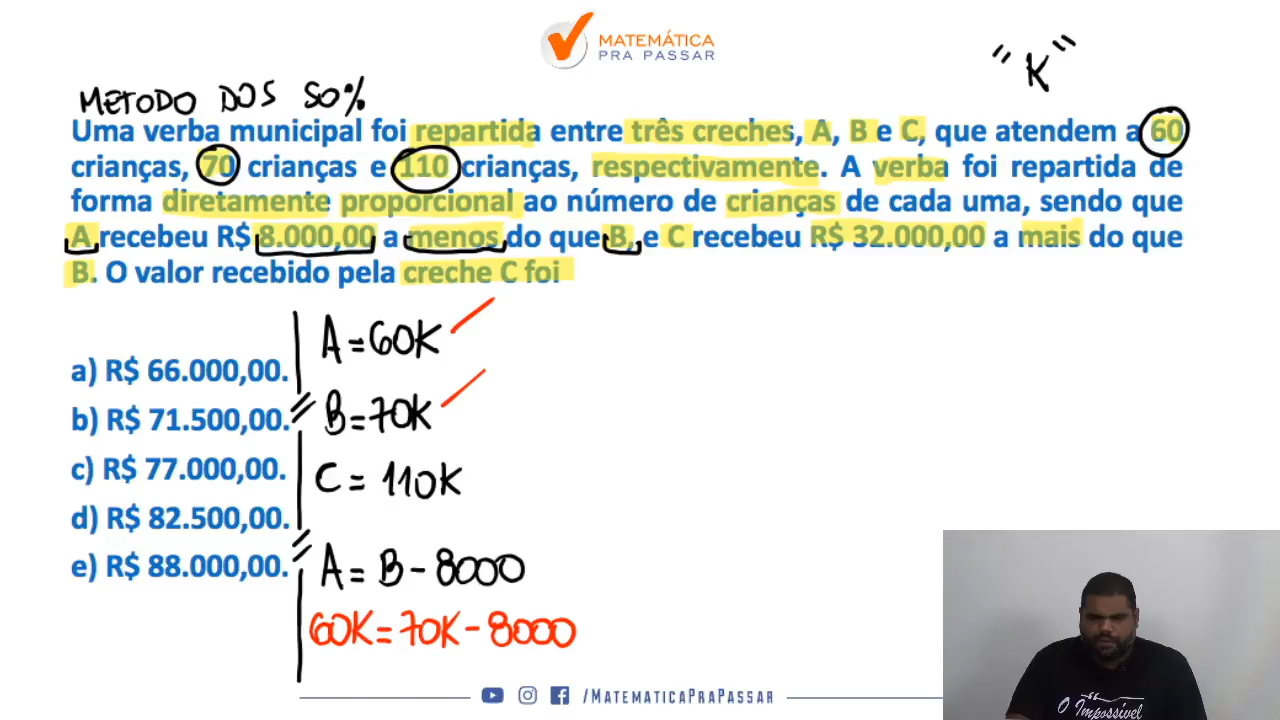 MATEMÁTICA
PRA PASSAR
"K"
METODO DOS 50%
Uma verba municipal foi repartida entre três creches, A, B e C, que atendem a 60
crianças, 70 crianças e 110 crianças, respectivamente. A verba foi repartida de
forma diretamente proporcional ao número de crianças de cada uma, sendo que
A recebeu R$ 8.000,00 a menos do que B, e C recebeu R$ 32.000,00 a mais do que
B. O valor recebido pela creche C foi
a) R$ 66.000,00.
b) R$ 71.500,00.
c) R$ 77.000,00.
d) R$ 82.500,00.
e) R$ 88.000,00.
A=60K
B=70K
C=110K
A=B-8000
60K=70K-8000
/MATEMATICAPRAPASSAR
O Impossível